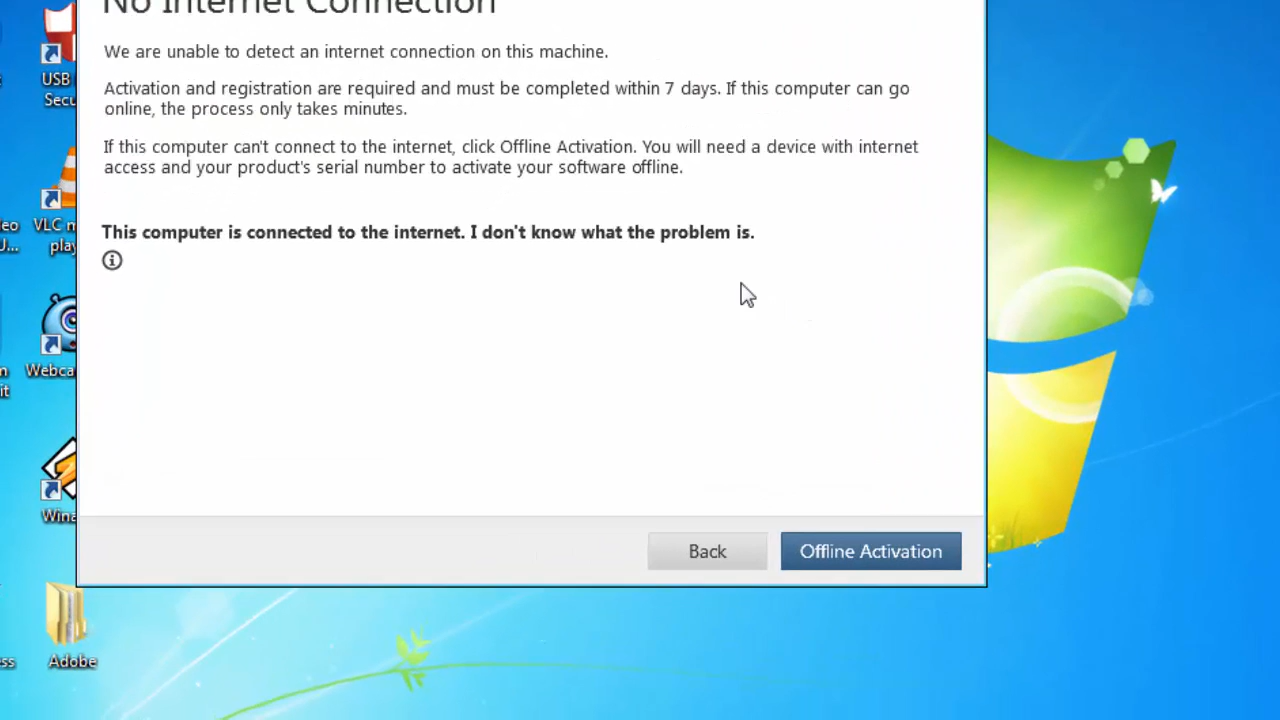 No Internet Connection
We are unable to detect an internet connection on this machine.
Activation and registration are required and must be completed within 7 days. If this computer can go
online, the process only takes minutes.
If this computer can't connect to the internet, click Offline Activation. You will need a device with internet
access and your product's serial number to activate your software offline.
This computer is connected to the internet. I don't know what the problem is.
Back
Offline Activation
USB
Secu
VLC m
play
eo
U...
Webca
it
Wina
Adobe
ss